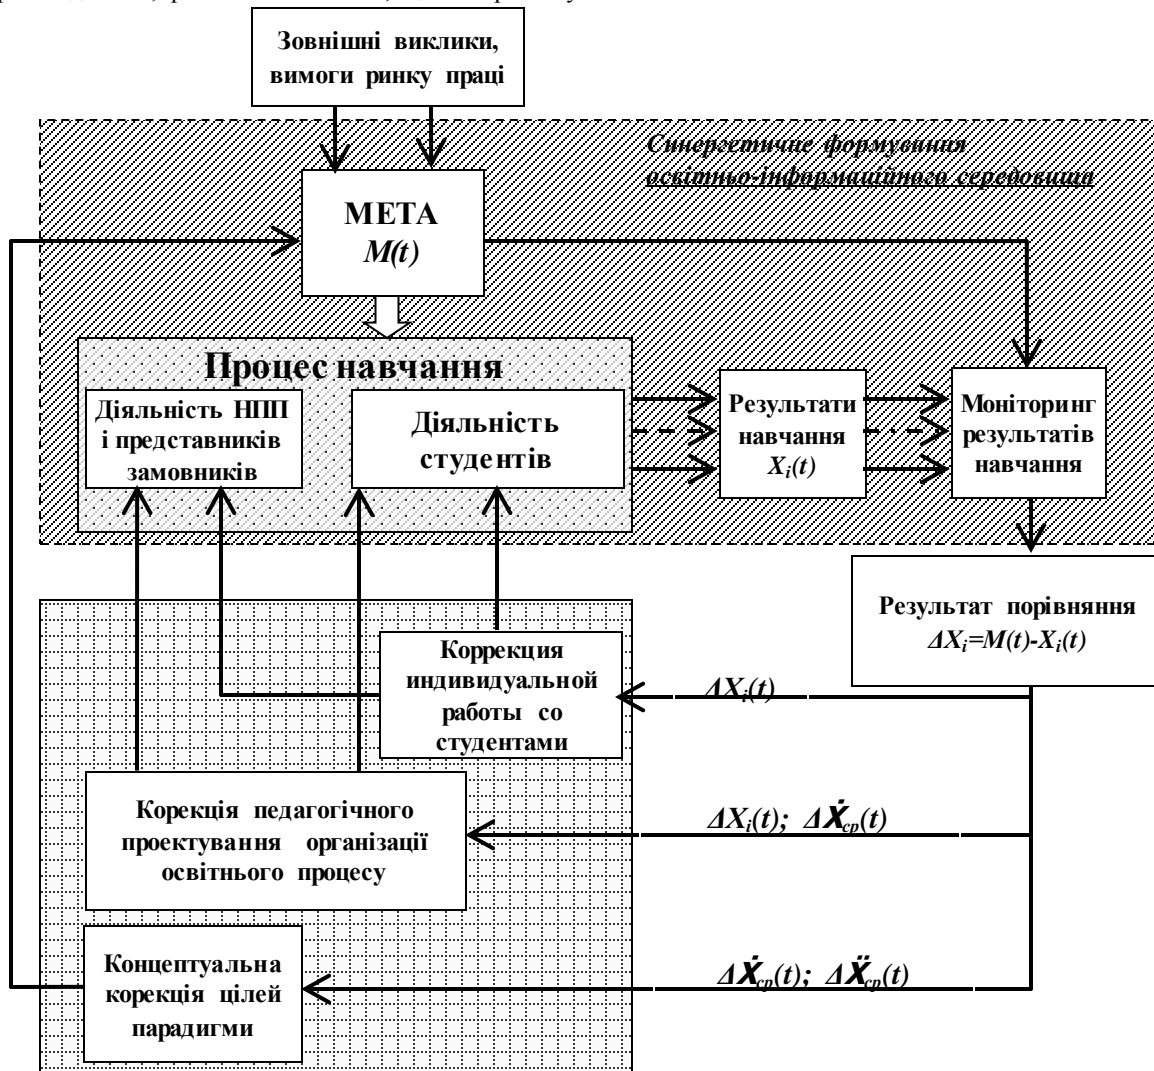 Зовнішні виклики,
вимоги ринку праці
Синергетичне формування
освітньо-інформаційного середовища
МЕТА
M(t)
Процес навчання
Діяльність НПП
і представників
замовників
Діяльність
студентів
Результати
навчання
Xᵢ(t)
Моніторинг
результатів
навчання
Результат порівняння
ΔXᵢ=M(t)-Xᵢ(t)
Коррекция
индивидуальной
работы со
студентами
ΔXᵢ(t)
Корекція педагогічного
проектування організації
освітнього процесу
ΔXᵢ(t); ΔẊср(t)
Концептуальна
корекція цілей
парадигми
ΔẊср(t); ΔẌср(t)